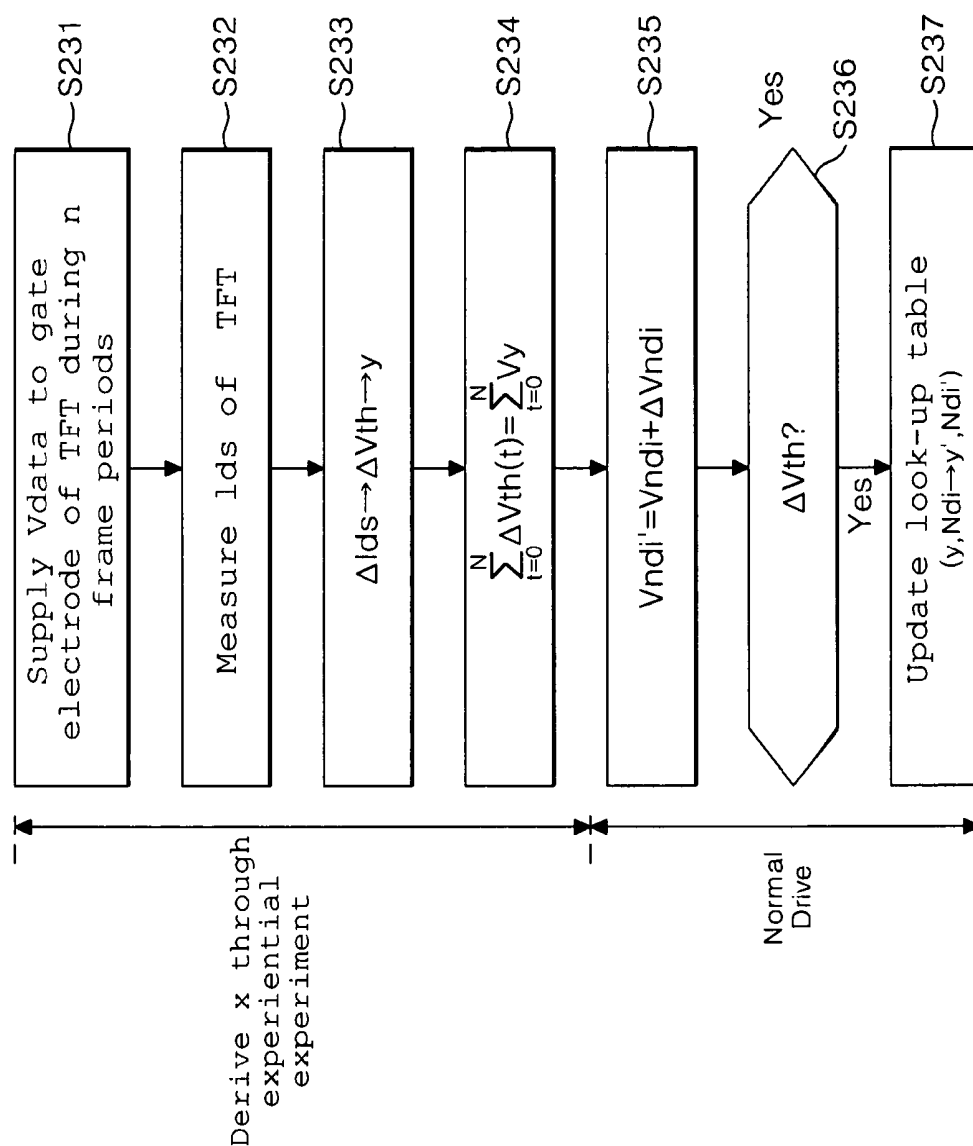 Supply Vdata to gate
electrode of TFT during n
frame periods
S231
Measure Ids of TFT
S232
ΔIds→ΔVth→y
S233
N N
∑ ΔVth(t)=∑ Vy
t=0 t=0
S234
Derive x through
experiential
experiment
Vndi'=Vndi+ΔVndi
S235
ΔVth?
Yes
S236
Yes
Update look-up table
(y,Ndi→y',Ndi')
S237
Normal
Drive